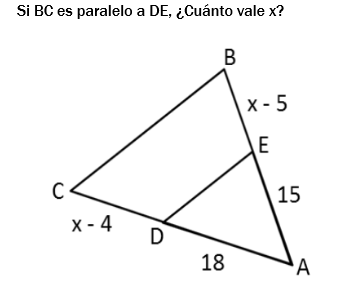 Si BC es paralelo a DE, ¿Cuánto vale x?
B
x - 5
E
C
15
x - 4
D
18
A